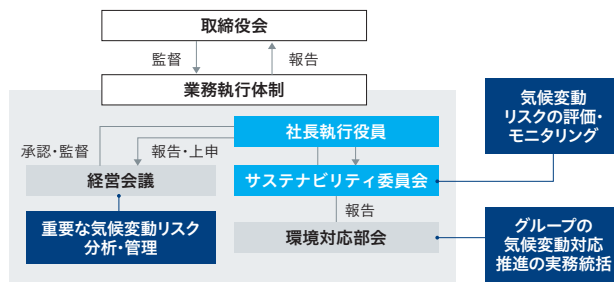 取締役会
監督
報告
業務執行体制
気候変動
リスクの評価・
モニタリング
社長執行役員
承認・監督
報告・上申
経営会議
サステナビリティ委員会
報告
重要な気候変動リスク
分析・管理
環境対応部会
グループの
気候変動対応
推進の実務統括